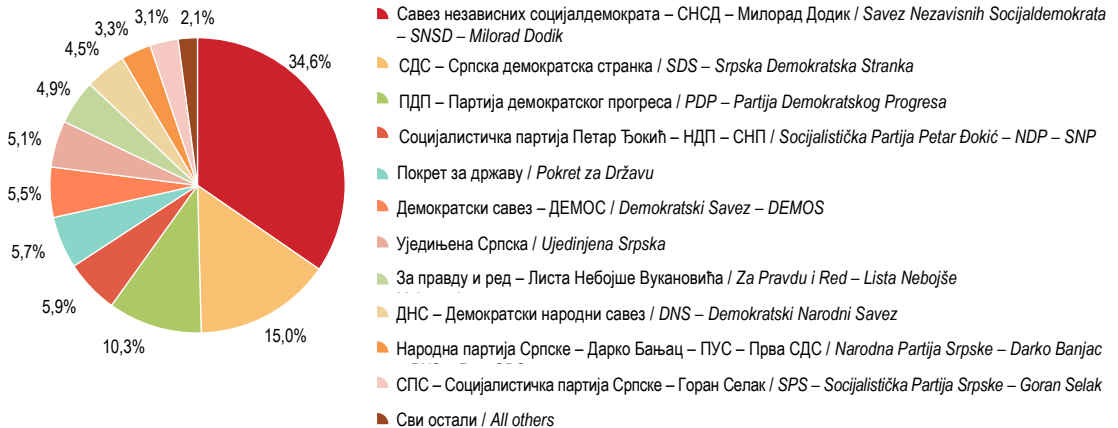 3,1%
2,1%
3,3%
4,5%
34,6%
4,9%
5,1%
5,5%
5,7%
5,9%
10,3%
15,0%
Савез независних социјалдемократа – СНСД – Милорад Додик / Savez Nezavisnih Socijaldemokrata
– SNSD – Milorad Dodik
СДС – Српска демократска странка / SDS – Srpska Demokratska Stranka
ПДП – Партија демократског прогреса / PDP – Partija Demokratskog Progresa
Социјалистичка партија Петар Ђокић – НДП – СНП / Socijalistička Partija Petar Đokić – NDP – SNP
Покрет за државу / Pokret za Državu
Демократски савез – ДЕМОС / Demokratski Savez – DEMOS
Уједињена Српска / Ujedinjena Srpska
За правду и ред – Листа Небојше Вукановића / Za Pravdu i Red – Lista Nebojše
ДНС – Демократски народни савез / DNS – Demokratski Narodni Savez
Народна партија Српске – Дарко Бањац – ПУС – Прва СДС / Narodna Partija Srpske – Darko Banjac
СПС – Социјалистичка партија Српске – Горан Селак / SPS – Socijalistička Partija Srpske – Goran Selak
Сви остали / All others